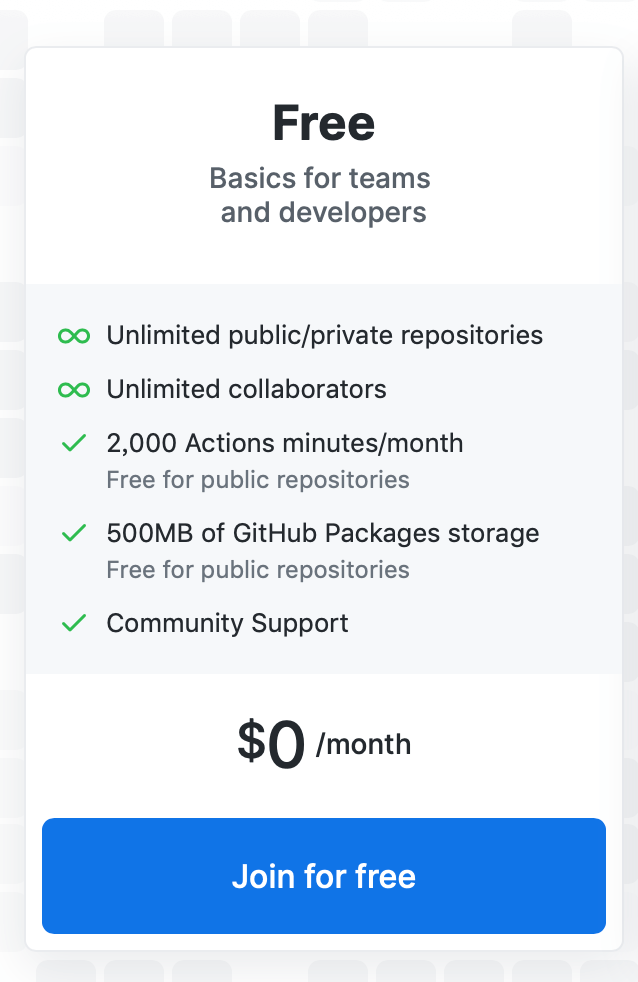 Free
Basics for teams
and developers
Unlimited public/private repositories
Unlimited collaborators
2,000 Actions minutes/month
Free for public repositories
500MB of GitHub Packages storage
Free for public repositories
Community Support
$0 /month
Join for free